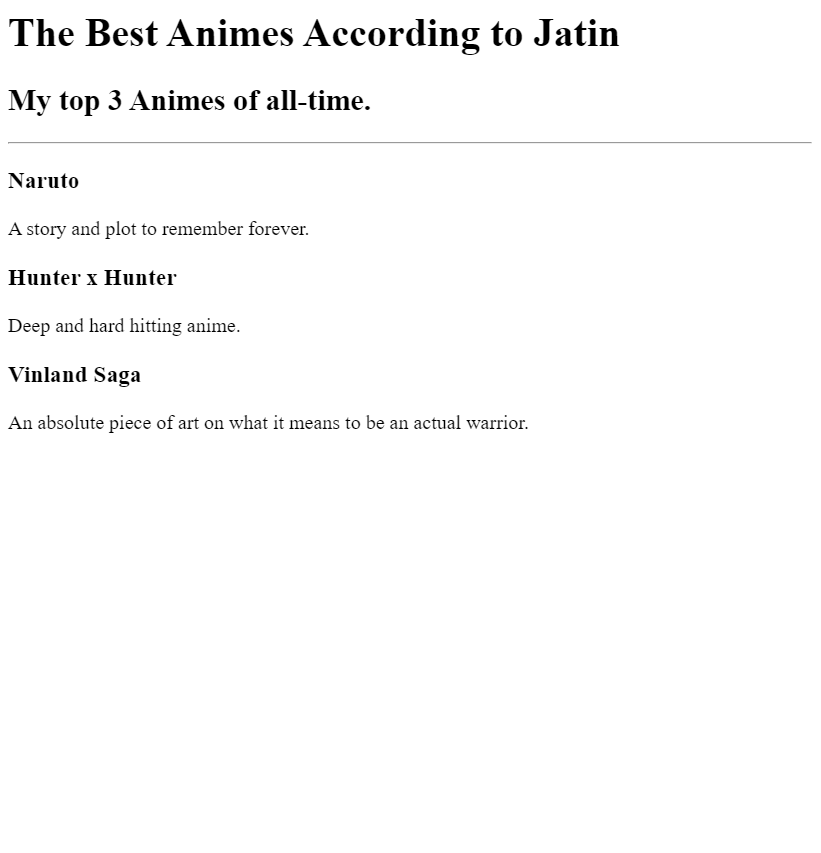 The Best Animes According to Jatin
My top 3 Animes of all-time.
Naruto
A story and plot to remember forever.
Hunter x Hunter
Deep and hard hitting anime.
Vinland Saga
An absolute piece of art on what it means to be an actual warrior.